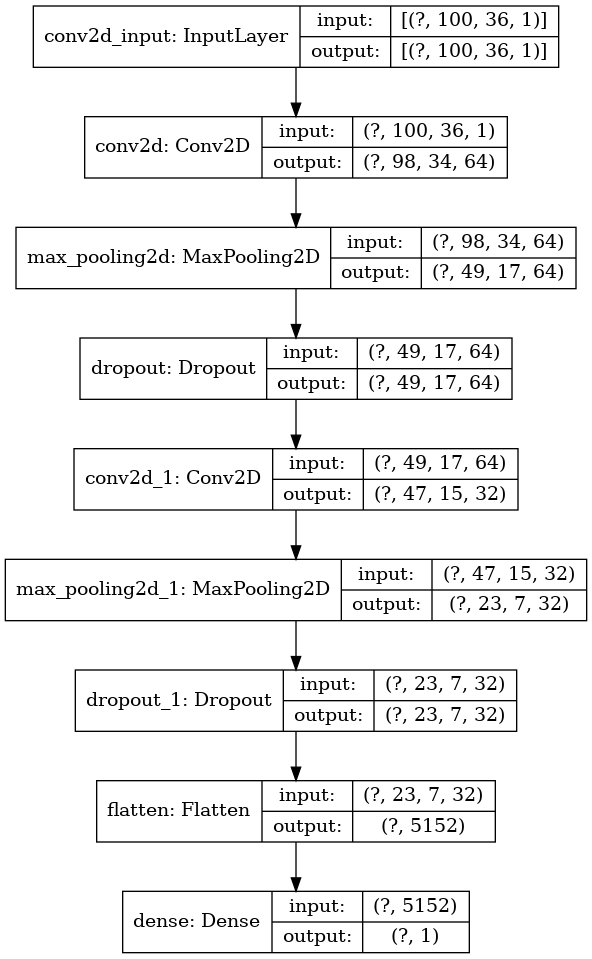 conv2d_input: InputLayer
input:
[(?, 100, 36, 1)]
output:
[(?, 100, 36, 1)]
conv2d: Conv2D
input:
(?, 100, 36, 1)
output:
(?, 98, 34, 64)
max_pooling2d: MaxPooling2D
input:
(?, 98, 34, 64)
output:
(?, 49, 17, 64)
dropout: Dropout
input:
(?, 49, 17, 64)
output:
(?, 49, 17, 64)
conv2d_1: Conv2D
input:
(?, 49, 17, 64)
output:
(?, 47, 15, 32)
max_pooling2d_1: MaxPooling2D
input:
(?, 47, 15, 32)
output:
(?, 23, 7, 32)
dropout_1: Dropout
input:
(?, 23, 7, 32)
output:
(?, 23, 7, 32)
flatten: Flatten
input:
(?, 23, 7, 32)
output:
(?, 5152)
dense: Dense
input:
(?, 5152)
output:
(?, 1)